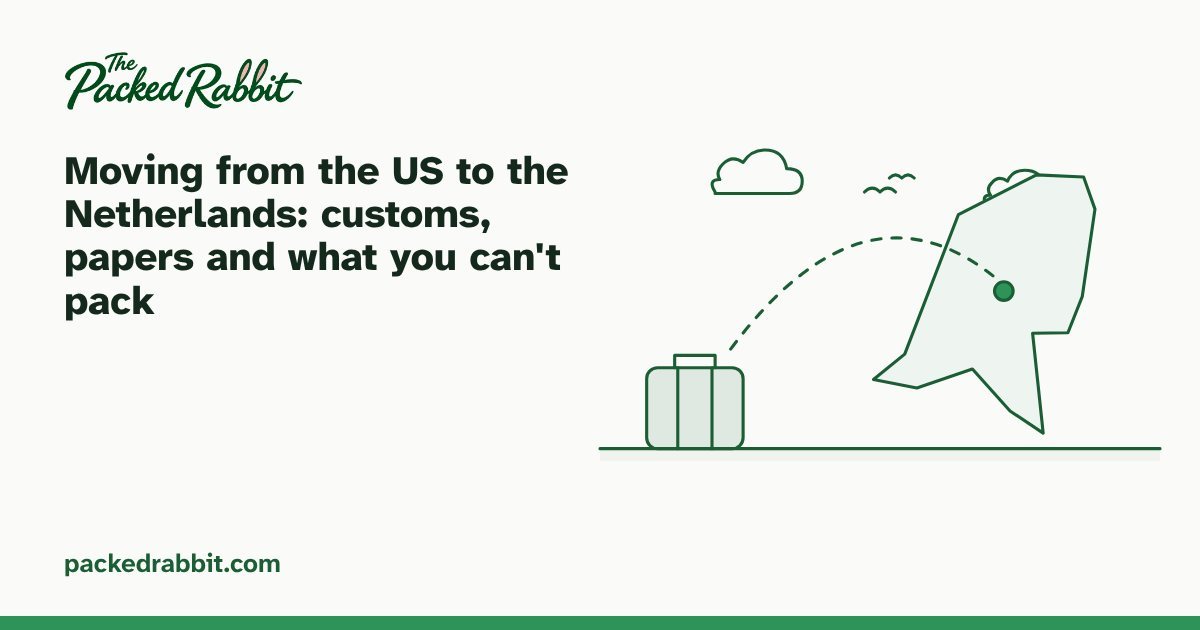 The
Packed Rabbit
Moving from the US to the
Netherlands: customs,
papers and what you can't
pack
packedrabbit.com